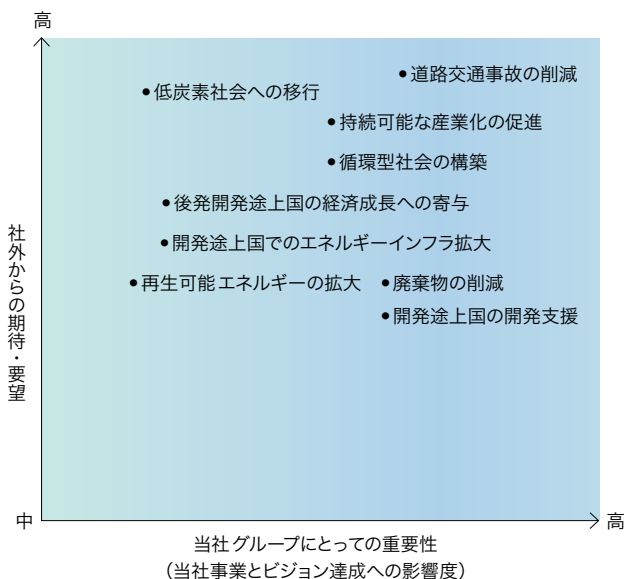 高
●道路交通事故の削減
●低炭素社会への移行
●持続可能な産業化の促進
●循環型社会の構築
●後発開発途上国の経済成長への寄与
●開発途上国でのエネルギーインフラ拡大
●再生可能エネルギーの拡大
●廃棄物の削減
●開発途上国の開発支援
社外からの期待・要望
中
高
当社グループにとっての重要性
（当社事業とビジョン達成への影響度）